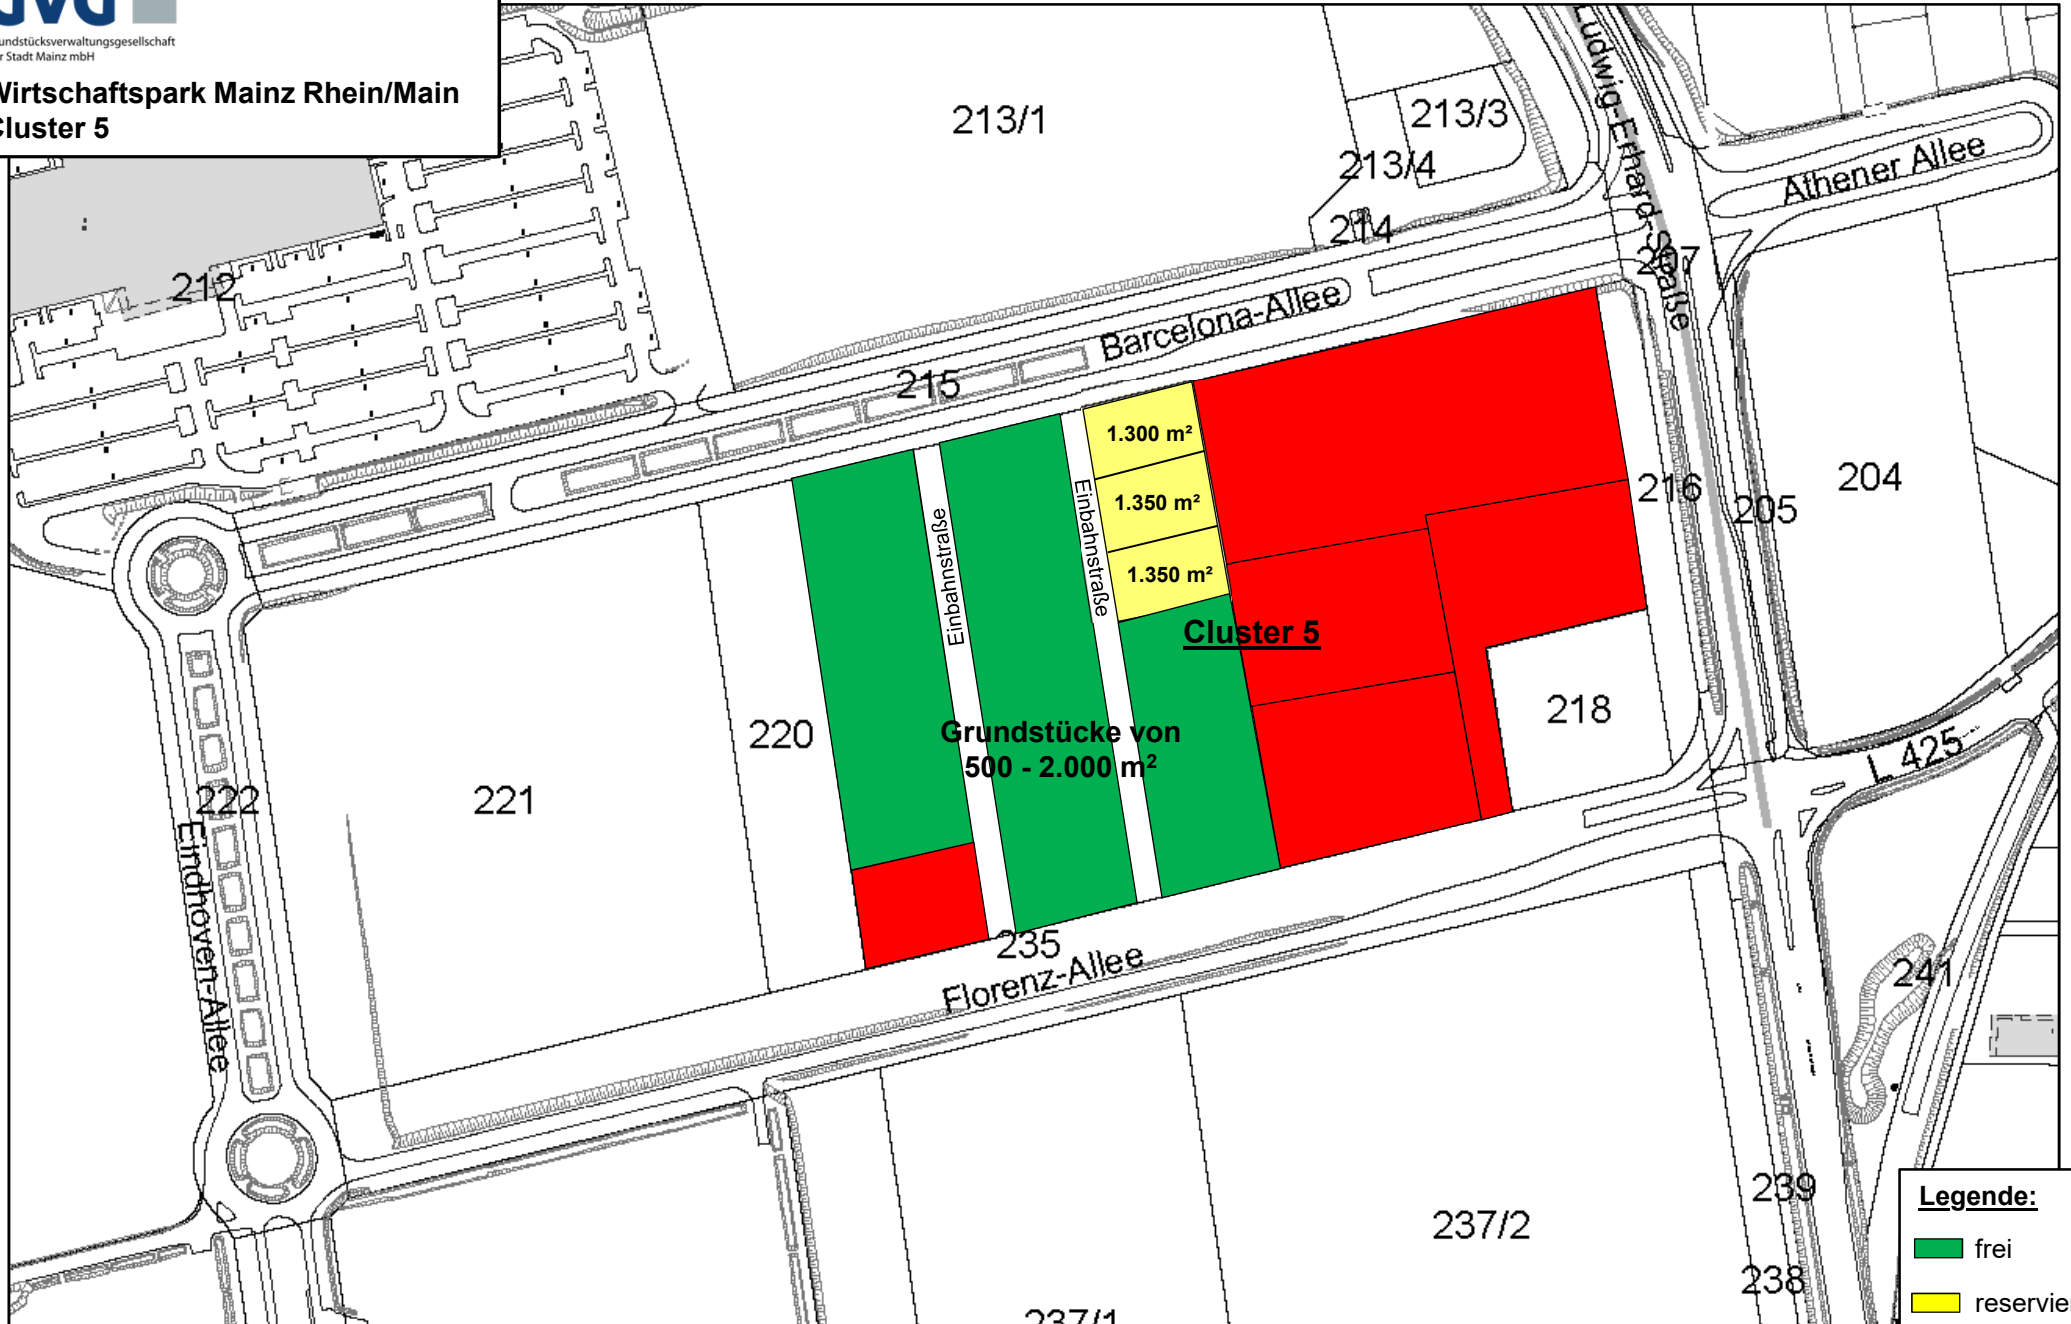 GVG
undstücksverwaltungsgesellschaft
r Stadt Mainz mbH
Wirtschaftspark Mainz Rhein/Main
Cluster 5
213/1
213/3
213/4
214
Ludwig-Erhard-Straße
Athener Allee
207
212
Barcelona-Allee
215
1.300 m²
1.350 m²
1.350 m²
Einbahnstraße
Einbahnstraße
216
205
204
Cluster 5
220
Grundstücke von
500 - 2.000 m²
218
L 425
222
221
Eindhoven-Allee
235
Florenz-Allee
241
239
237/2
238
237/1
Legende:
frei
reservie